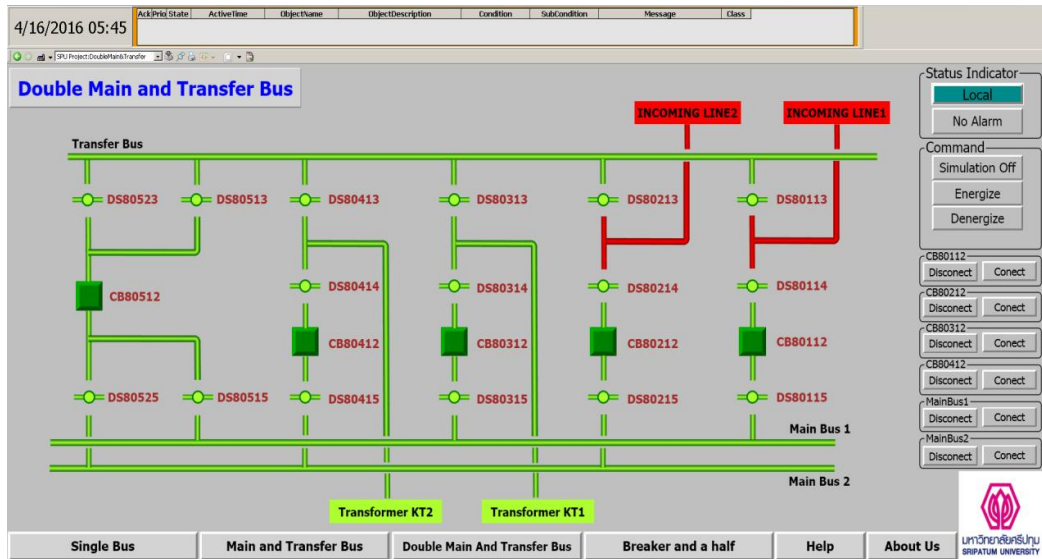 4/16/2016 05:45
Ack Prio State ActiveTime ObjectName ObjectDescription Condition SubCondition Message Class
SPU Project:DoubleMain&Transfer
Double Main and Transfer Bus
Status Indicator
Local
No Alarm
Command
Simulation Off
Energize
Denergize
INCOMING LINE2
INCOMING LINE1
Transfer Bus
DS80523
DS80513
DS80413
DS80313
DS80213
DS80113
CB80512
DS80414
DS80314
DS80214
DS80114
CB80412
CB80312
CB80212
CB80112
DS80525
DS80515
DS80415
DS80315
DS80215
DS80115
Main Bus 1
Main Bus 2
Transformer KT2
Transformer KT1
CB80112
Disconect Conect
CB80212
Disconect Conect
CB80312
Disconect Conect
CB80412
Disconect Conect
MainBus1
Disconect Conect
MainBus2
Disconect Conect
Single Bus
Main and Transfer Bus
Double Main And Transfer Bus
Breaker and a half
Help
About Us
มหาวิทยาลัยศรีปทุม
SRIPATUM UNIVERSITY